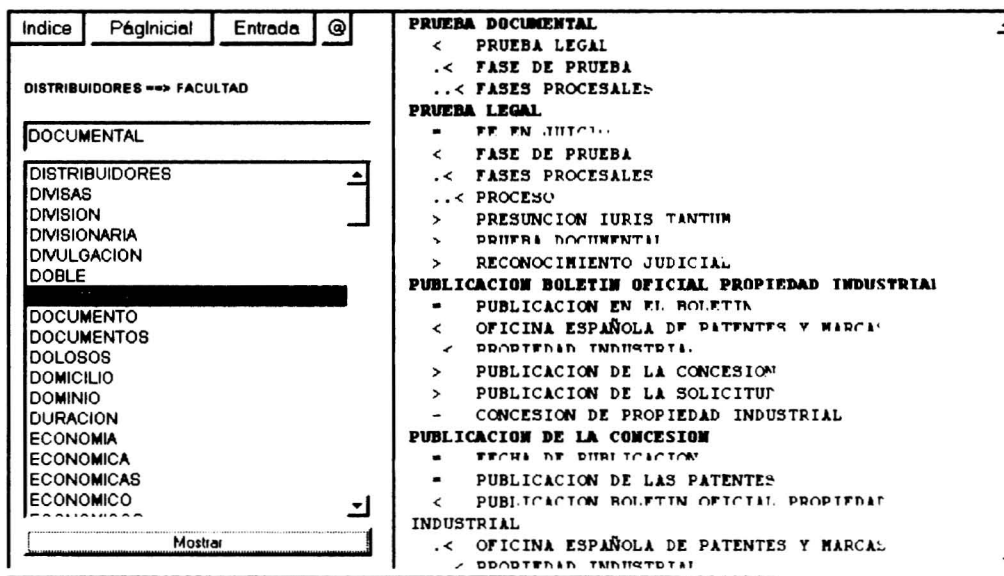 Indice PágInicial Entrada @
DISTRIBUIDORES ==> FACULTAD
DOCUMENTAL
DISTRIBUIDORES
DIVISAS
DIVISION
DIVISIONARIA
DIVULGACION
DOBLE
DOCUMENTO
DOCUMENTOS
DOLOSOS
DOMICILIO
DOMINIO
DURACION
ECONOMIA
ECONOMICA
ECONOMICAS
ECONOMICO
Mostrar
PRUEBA DOCUMENTAL
< PRUEBA LEGAL
.< FASE DE PRUEBA
..< FASES PROCESALES
PRUEBA LEGAL
= FE EN JUICIO
< FASE DE PRUEBA
.< FASES PROCESALES
..< PROCESO
> PRESUNCION IURIS TANTUM
> PRUEBA DOCUMENTAL
> RECONOCIMIENTO JUDICIAL
PUBLICACION BOLETIN OFICIAL PROPIEDAD INDUSTRIAL
= PUBLICACION EN EL BOLETIN
< OFICINA ESPAÑOLA DE PATENTES Y MARCAS
.< PROPIEDAD INDUSTRIAL
> PUBLICACION DE LA CONCESION
> PUBLICACION DE LA SOLICITUD
- CONCESION DE PROPIEDAD INDUSTRIAL
PUBLICACION DE LA CONCESION
= FECHA DE PUBLICACION
= PUBLICACION DE LAS PATENTES
< PUBLICACION BOLETIN OFICIAL PROPIEDAD
INDUSTRIAL
.< OFICINA ESPAÑOLA DE PATENTES Y MARCAS
< PROPIEDAD INDUSTRIAL